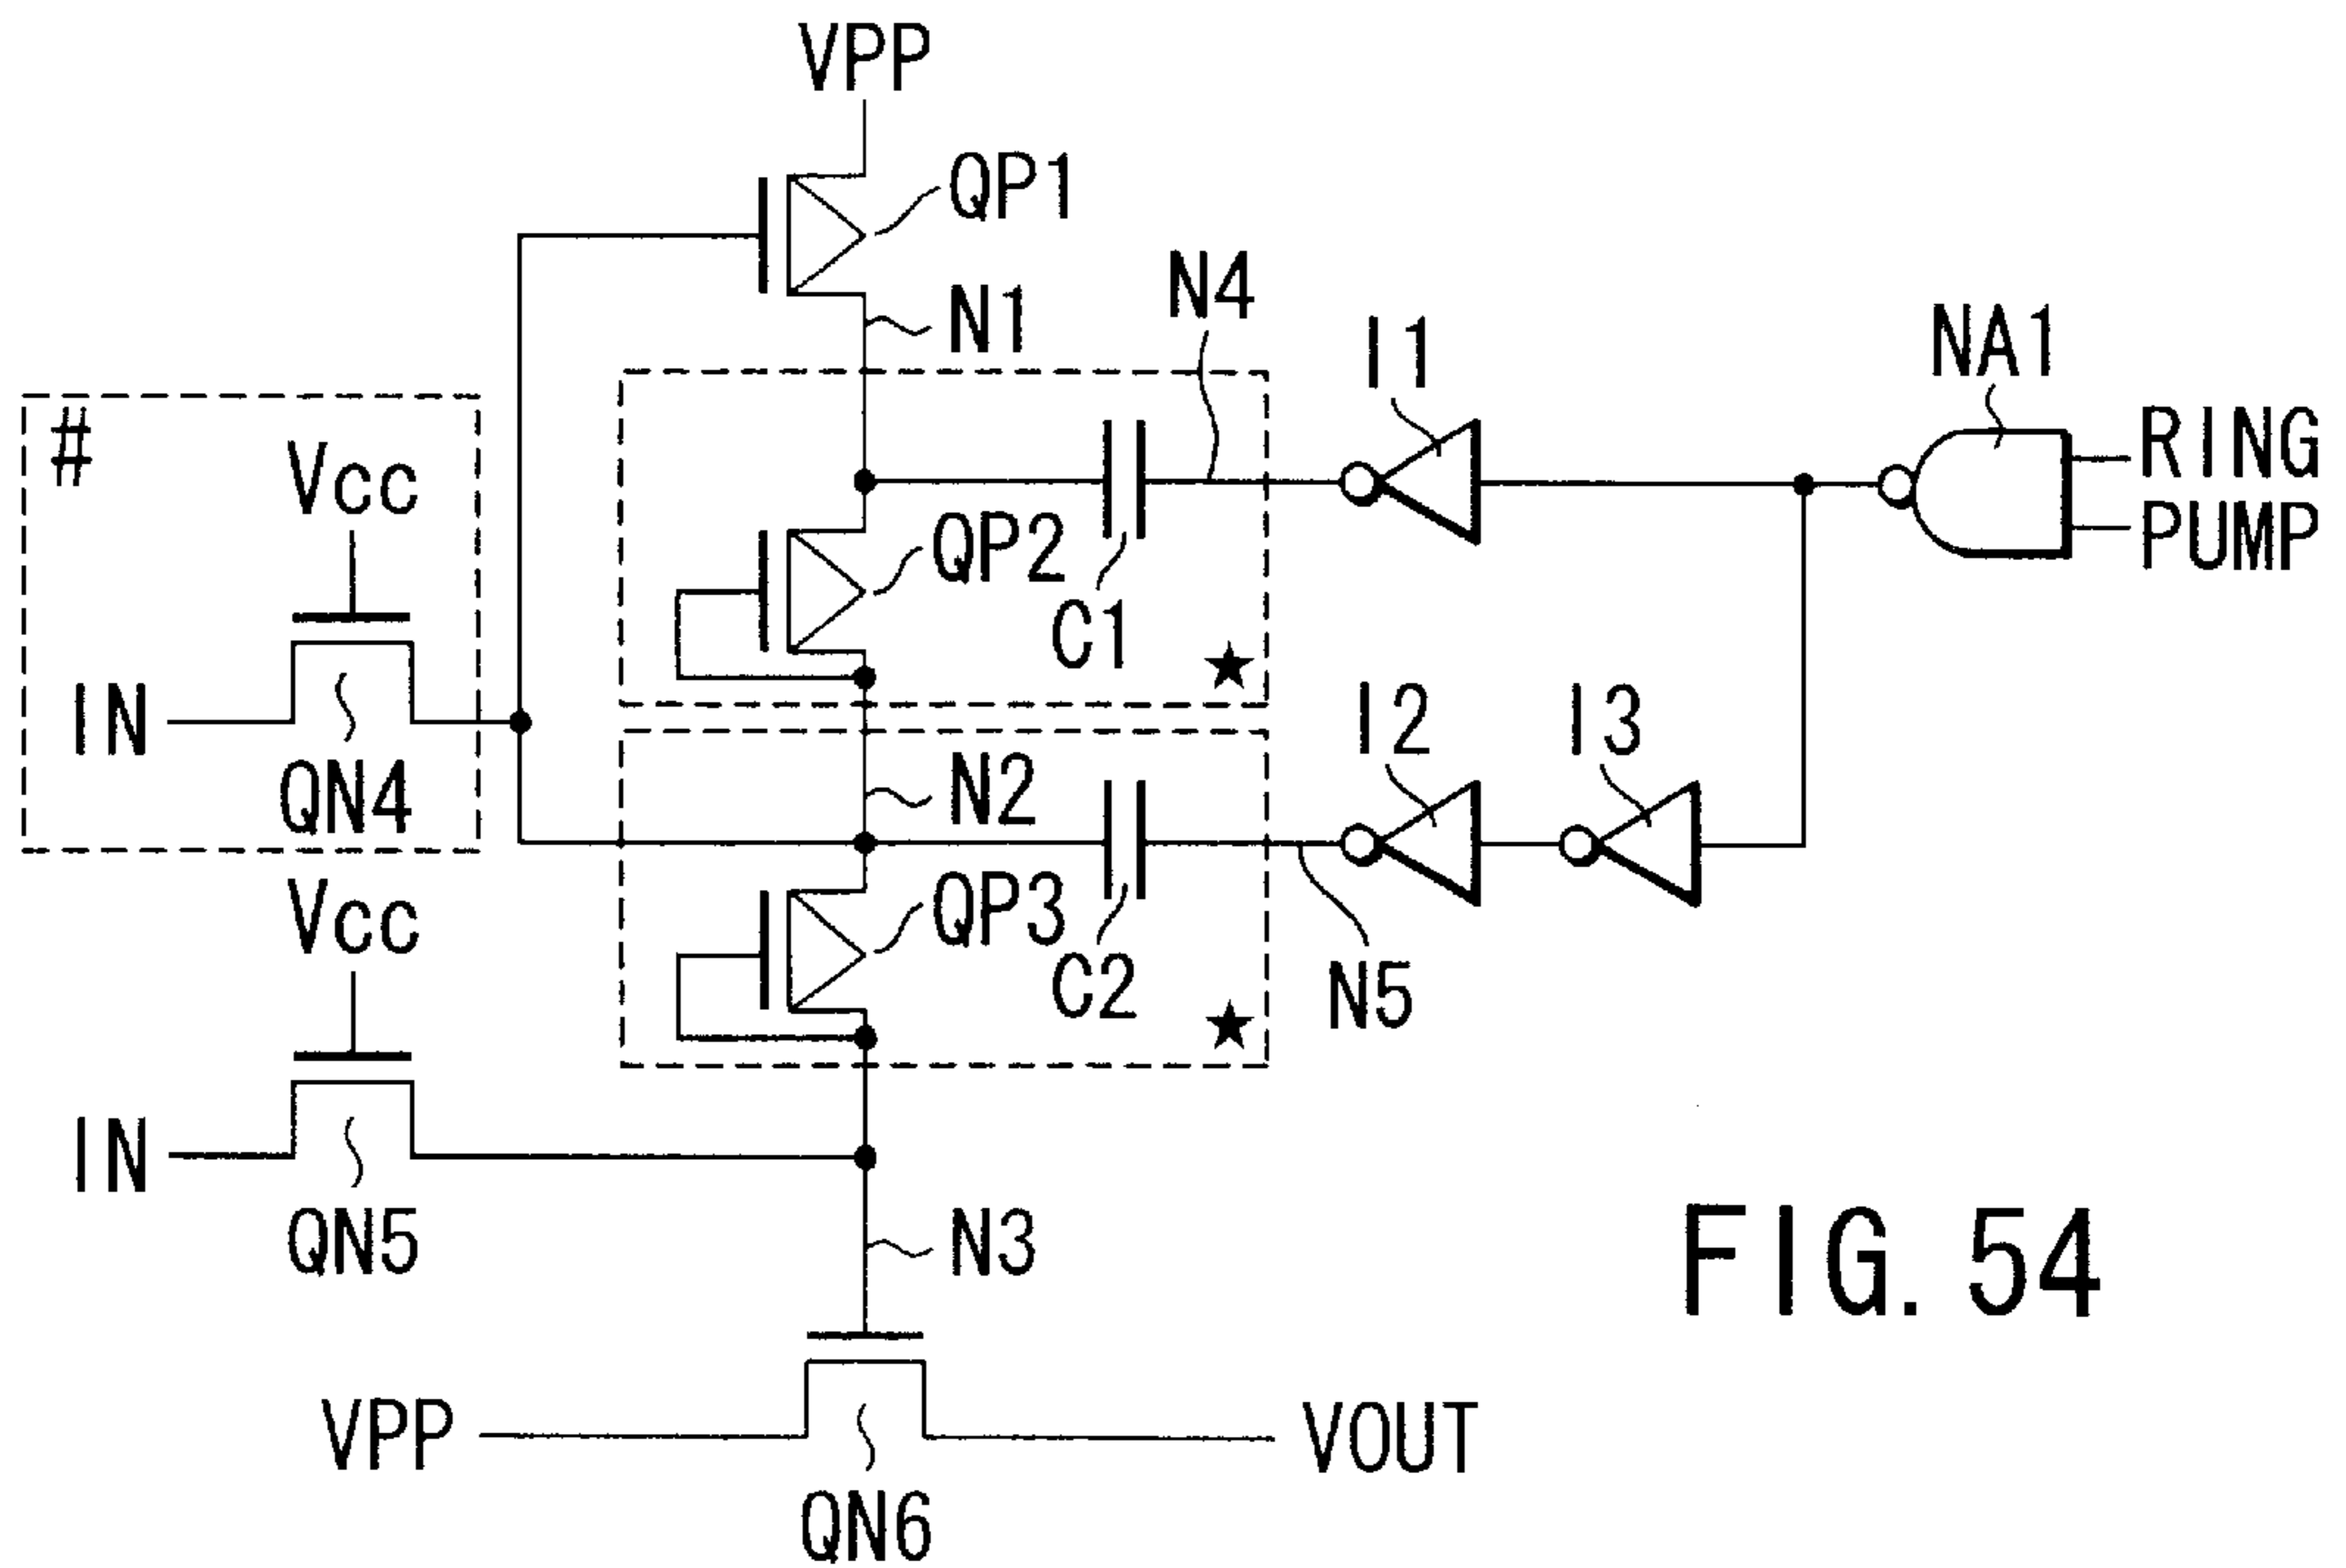 VPP
QP1
N1
N4
I1
NA1
RING
PUMP
#
Vcc
IN
QN4
QP2
C1
★
I2
I3
N2
QP3
C2
★
N5
Vcc
IN
QN5
N3
VPP
VOUT
QN6
FIG. 54